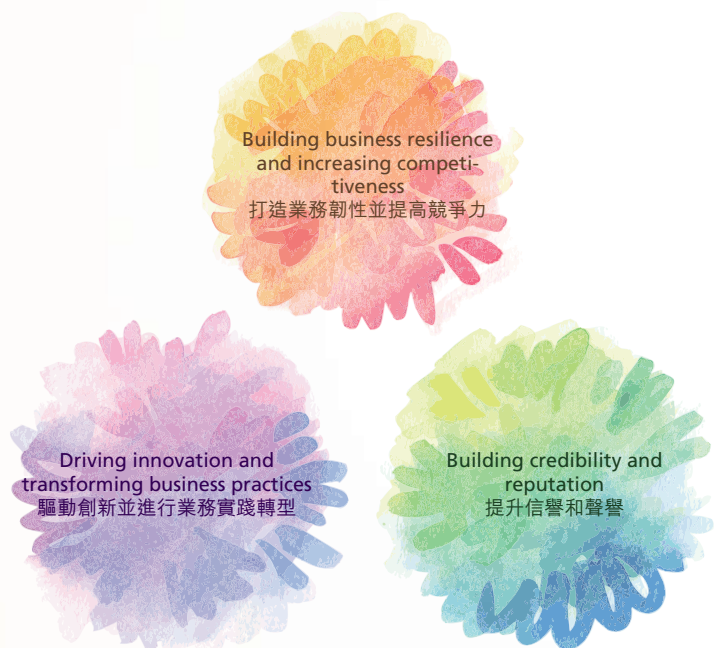 Building business resilience
and increasing competi-
tiveness
打造業務韌性並提高競爭力
Driving innovation and
transforming business practices
驅動創新並進行業務實踐轉型
Building credibility and
reputation
提升信譽和聲譽